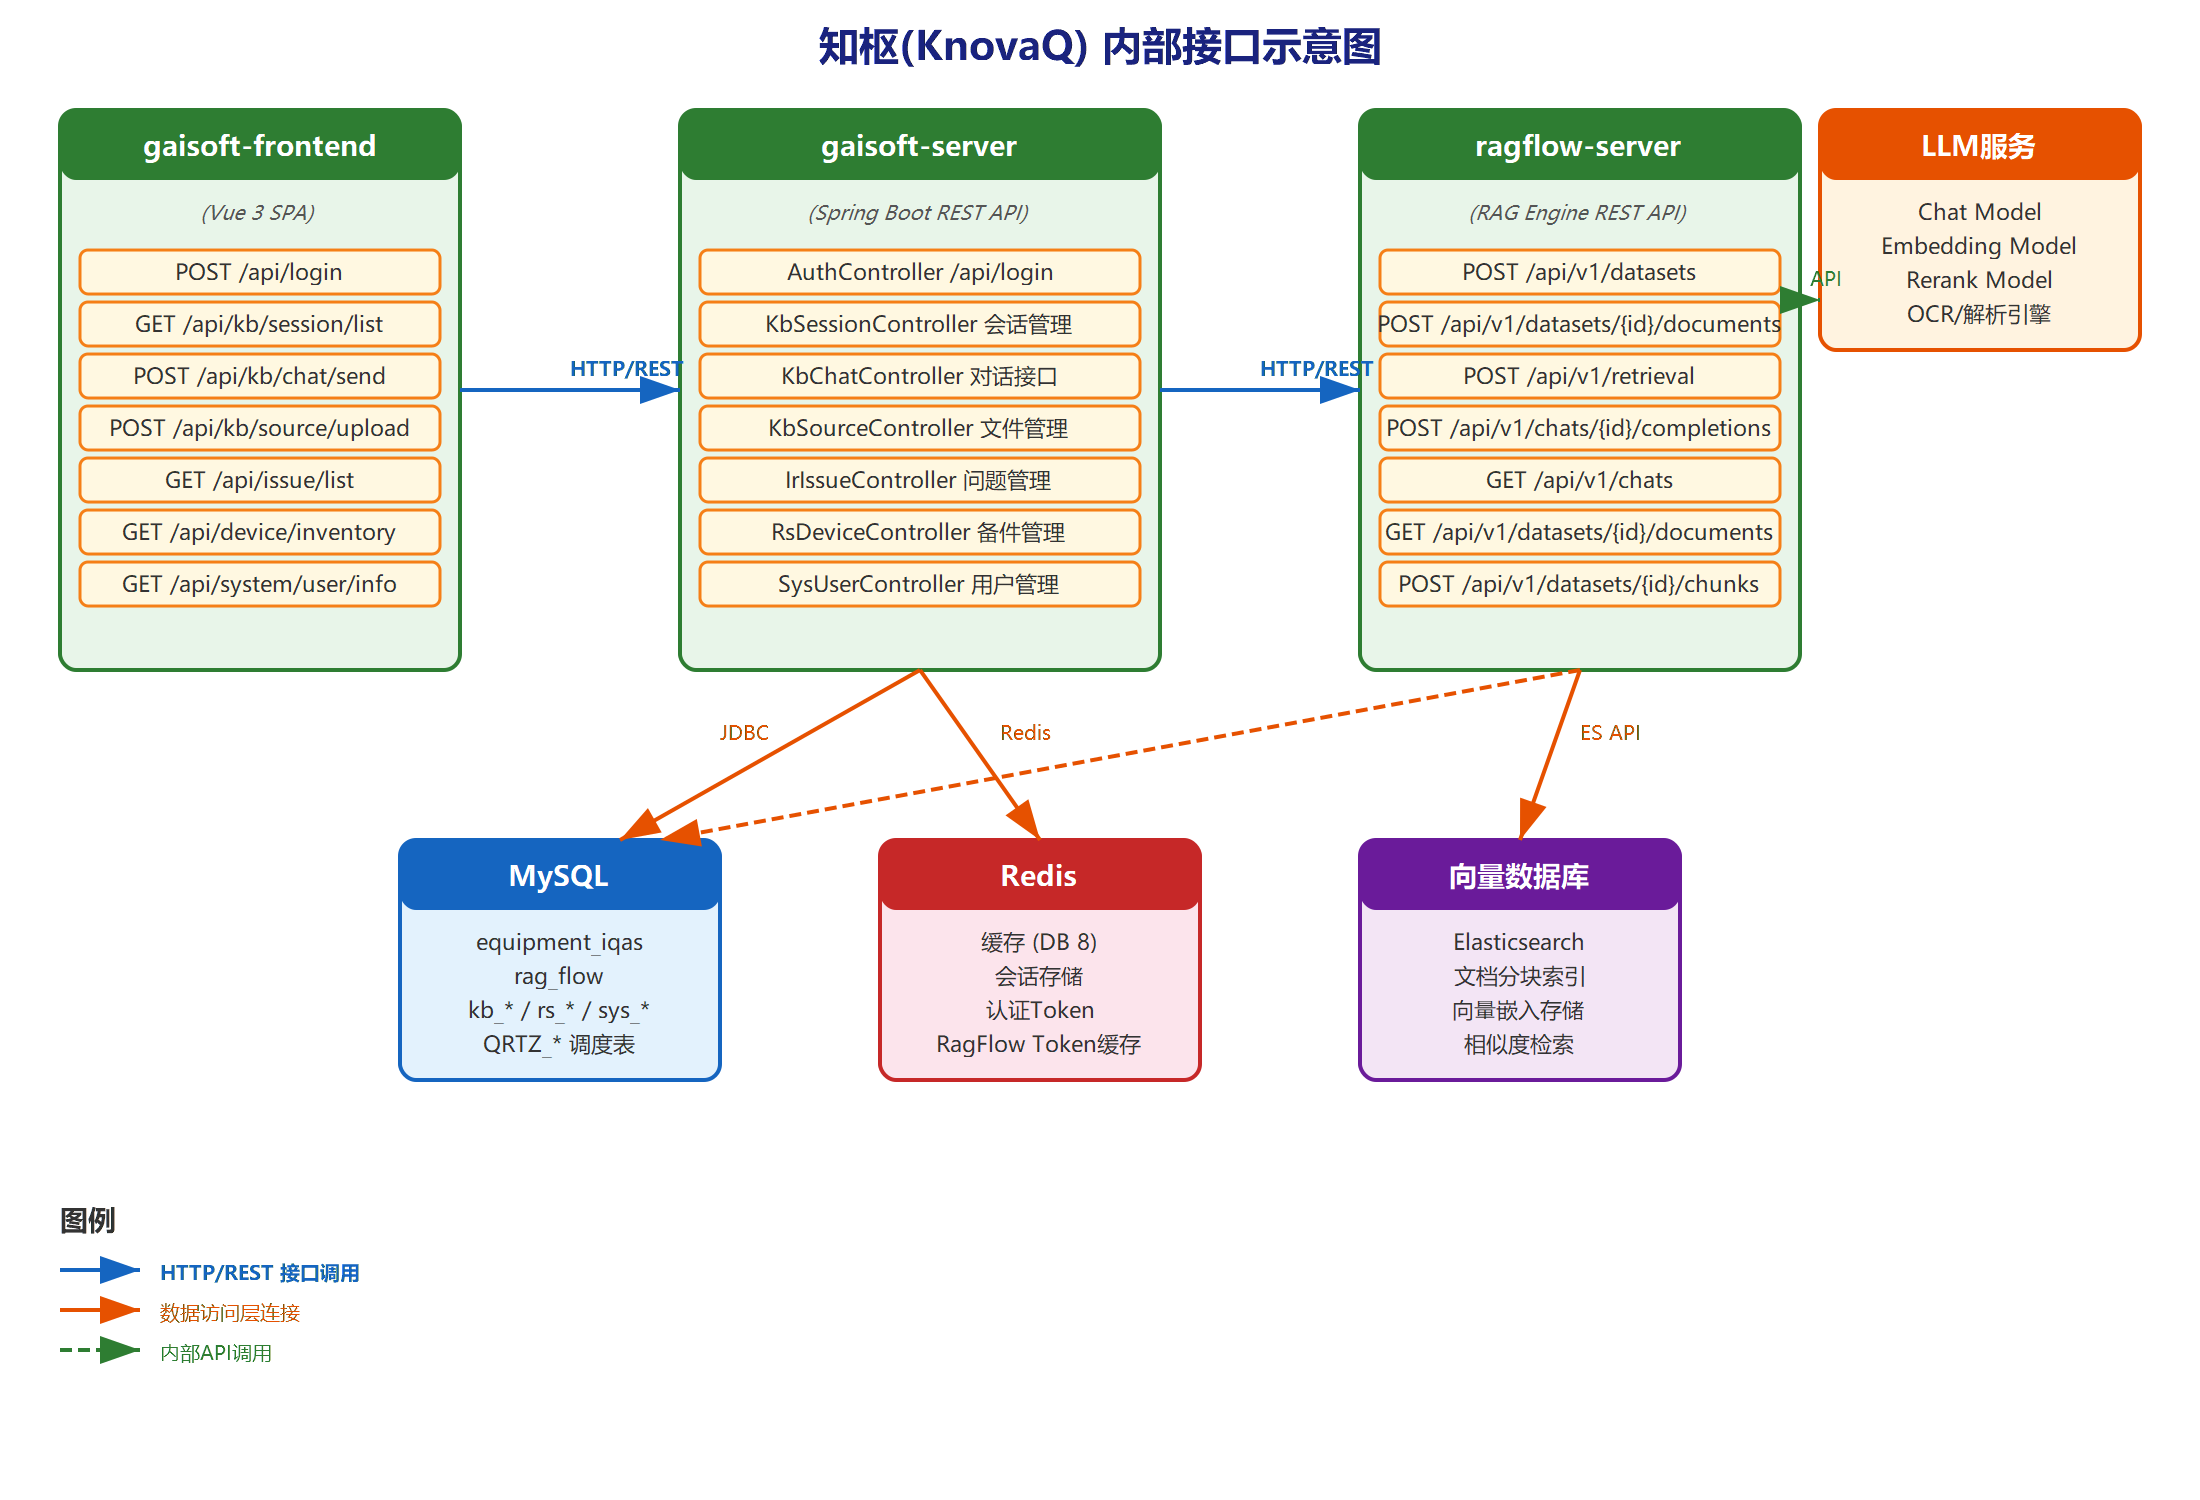 知枢(KnovaQ) 内部接口示意图
gaisoft-frontend
(Vue 3 SPA)
POST /api/login
GET /api/kb/session/list
POST /api/kb/chat/send
POST /api/kb/source/upload
GET /api/issue/list
GET /api/device/inventory
GET /api/system/user/info
HTTP/REST
gaisoft-server
(Spring Boot REST API)
AuthController /api/login
KbSessionController 会话管理
KbChatController 对话接口
KbSourceController 文件管理
IrIssueController 问题管理
RsDeviceController 备件管理
SysUserController 用户管理
HTTP/REST
ragflow-server
(RAG Engine REST API)
POST /api/v1/datasets
POST /api/v1/datasets/{id}/documents
POST /api/v1/retrieval
POST /api/v1/chats/{id}/completions
GET /api/v1/chats
GET /api/v1/datasets/{id}/documents
POST /api/v1/datasets/{id}/chunks
API
LLM服务
Chat Model
Embedding Model
Rerank Model
OCR/解析引擎
JDBC
Redis
ES API
MySQL
equipment_iqas
rag_flow
kb_* / rs_* / sys_*
QRTZ_* 调度表
Redis
缓存 (DB 8)
会话存储
认证Token
RagFlow Token缓存
向量数据库
Elasticsearch
文档分块索引
向量嵌入存储
相似度检索
图例
HTTP/REST 接口调用
数据访问层连接
内部API调用